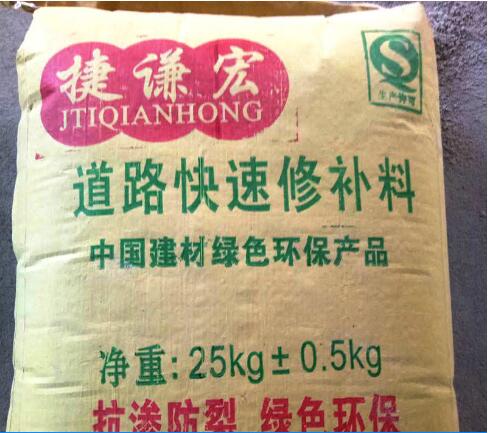 捷谦宏
JTIQIANHONG
生产许可
道路快速修补料
中国建材绿色环保产品
净重:25kg±0.5kg
抗渗防裂 绿色环保